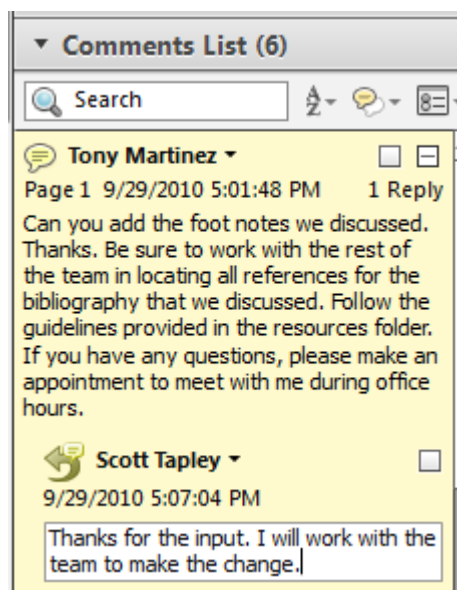 Comments List (6)
Search
Tony Martinez
Page 1 9/29/2010 5:01:48 PM 1 Reply
Can you add the foot notes we discussed.
Thanks. Be sure to work with the rest of
the team in locating all references for the
bibliography that we discussed. Follow the
guidelines provided in the resources folder.
If you have any questions, please make an
appointment to meet with me during office
hours.
Scott Tapley
9/29/2010 5:07:04 PM
Thanks for the input. I will work with the
team to make the change.